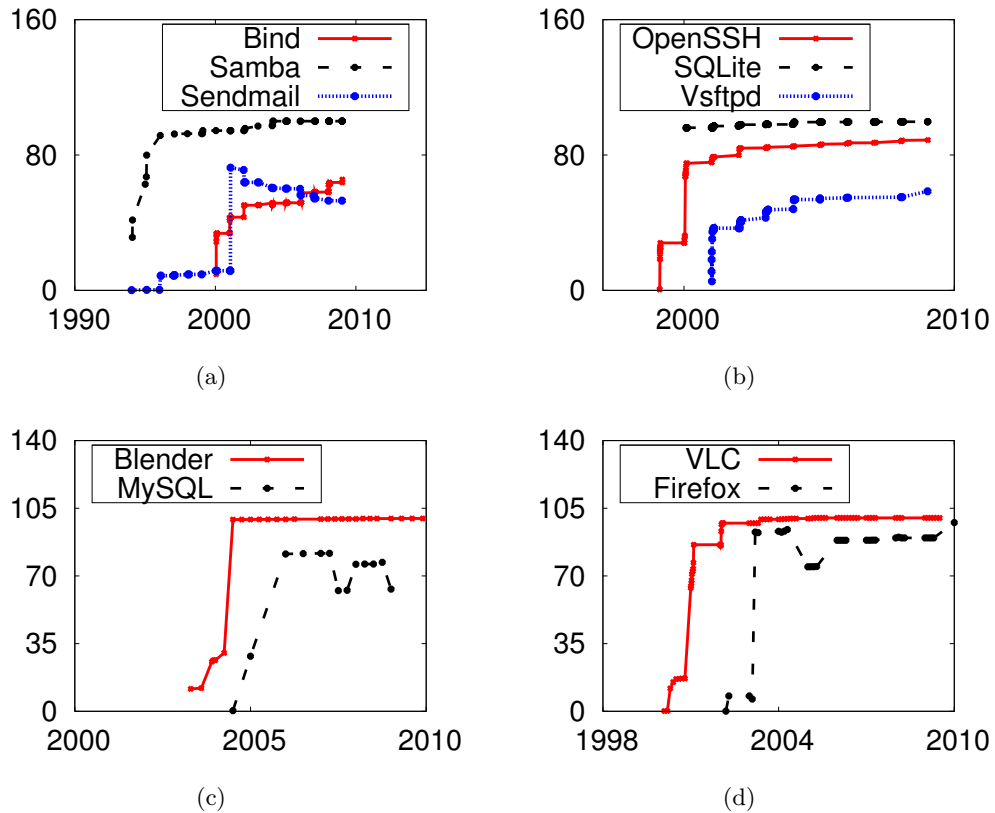 160
80
0
1990
2000
2010
Bind
Samba
Sendmail
(a)
160
80
0
2000
2010
OpenSSH
SQLite
Vsftpd
(b)
140
105
70
35
0
2000
2005
2010
Blender
MySQL
(c)
140
105
70
35
0
1998
2004
2010
VLC
Firefox
(d)